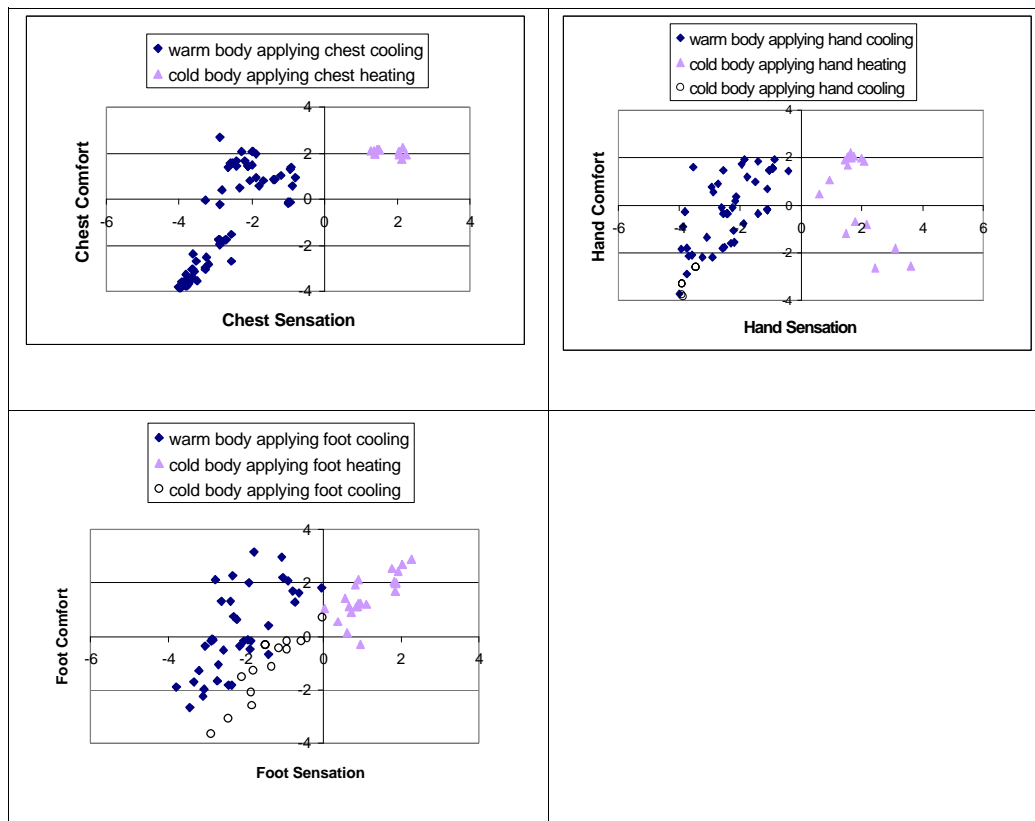 warm body applying chest cooling
cold body applying chest heating
Chest Comfort
4
2
0
-2
-4
-6 -4 -2 0 2 4
Chest Sensation
warm body applying hand cooling
cold body applying hand heating
cold body applying hand cooling
Hand Comfort
4
2
0
-2
-4
-6 -4 -2 0 2 4 6
Hand Sensation
warm body applying foot cooling
cold body applying foot heating
cold body applying foot cooling
Foot Comfort
4
2
0
-2
-4
-6 -4 -2 0 2 4
Foot Sensation